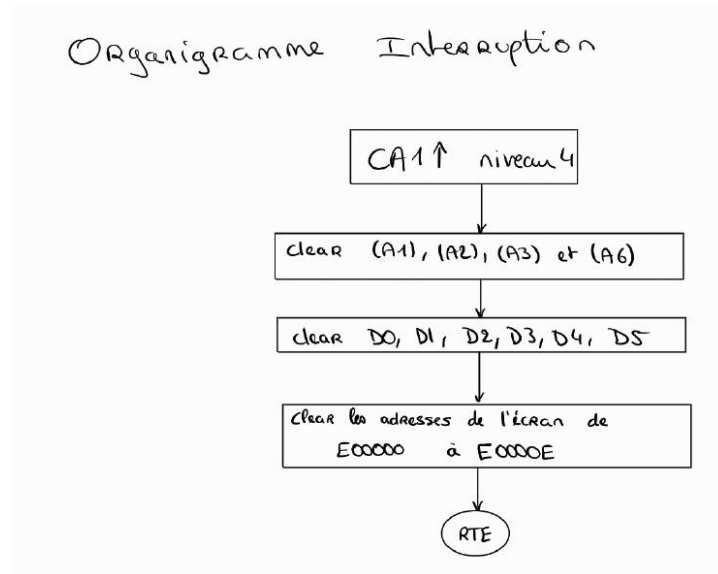 Organigramme Interruption
CA1↑ niveau 4
clear (A1), (A2), (A3) et (A6)
clear D0, D1, D2, D3, D4, D5
Clear les adresses de l'écran de
E00000 à E0000E
RTE